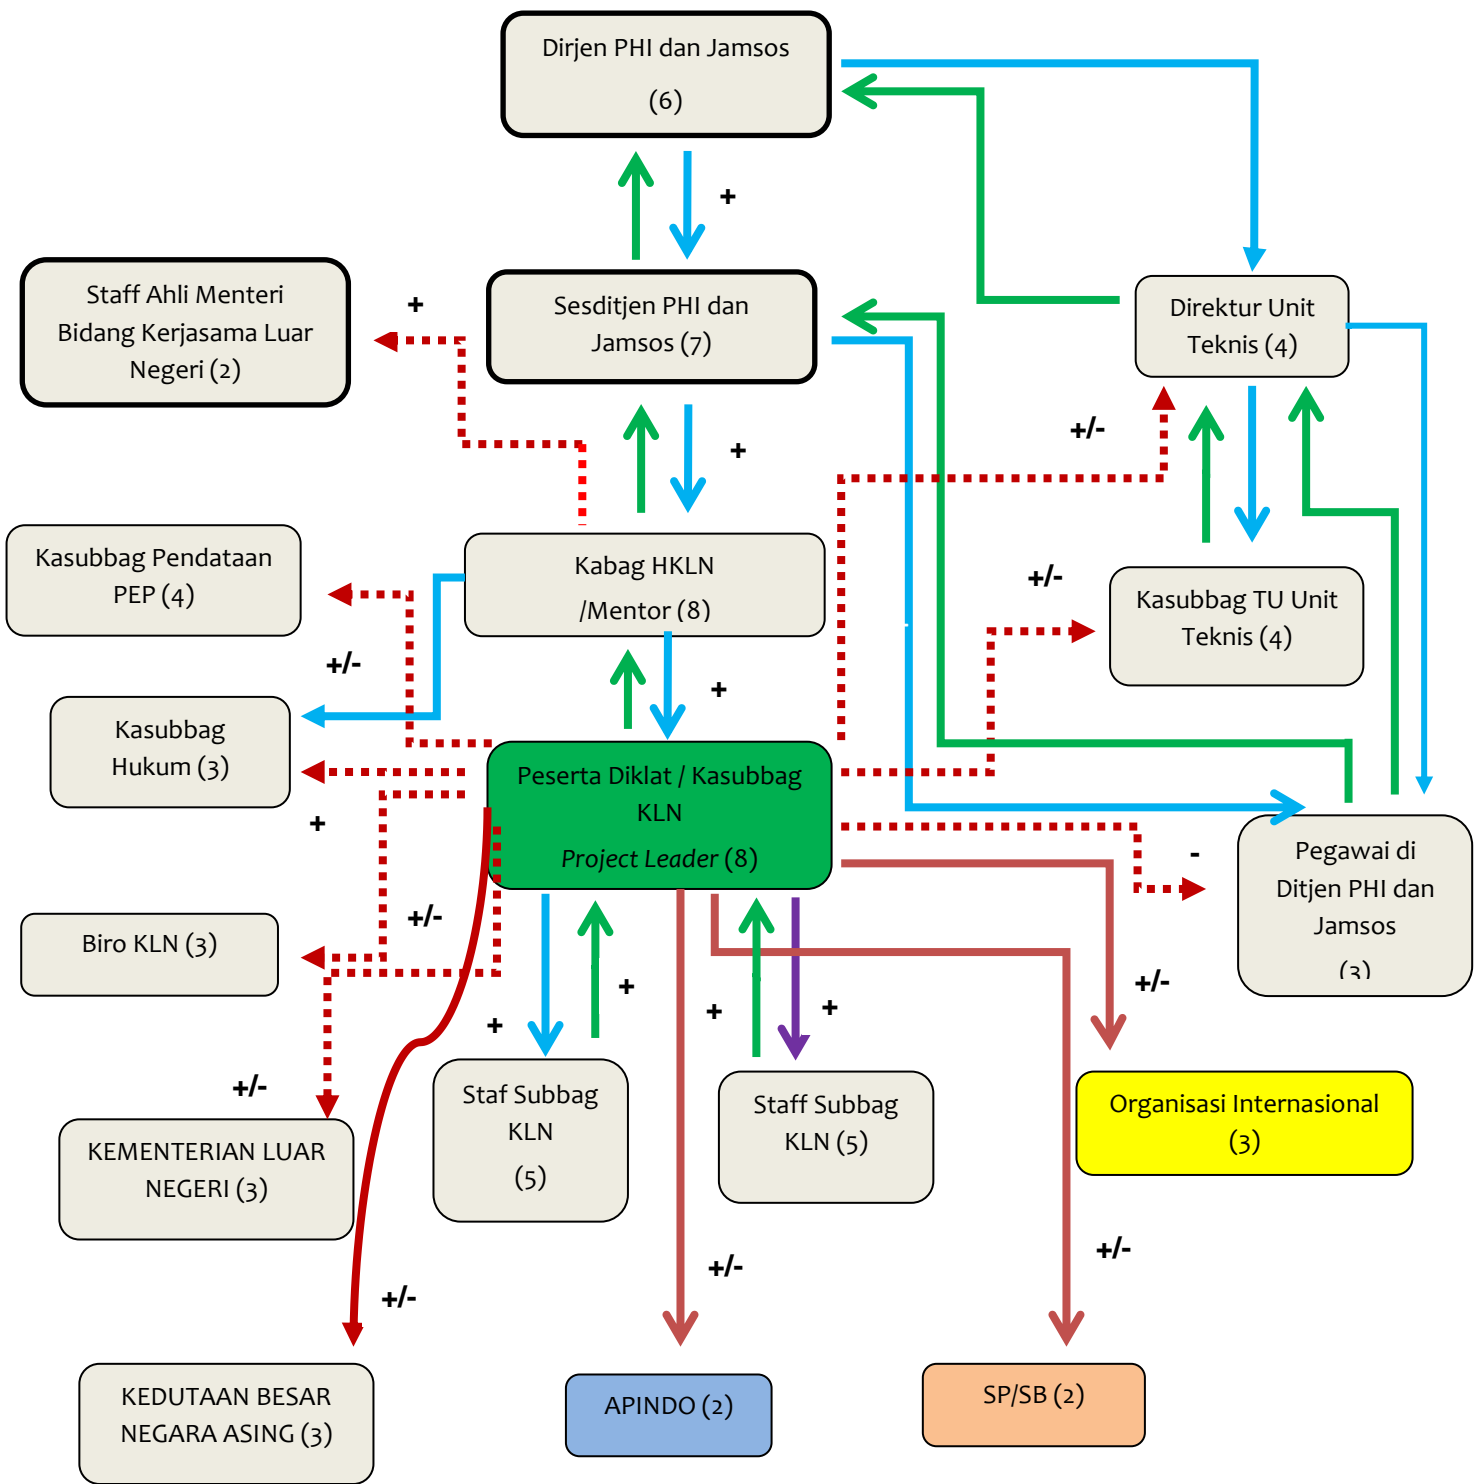 Dirjen PHI dan Jamsos
(6)
+
Staff Ahli Menteri
Bidang Kerjasama Luar
Negeri (2)
+
Sesditjen PHI dan
Jamsos (7)
Direktur Unit
Teknis (4)
+
+/-
Kasubbag Pendataan
PEP (4)
Kabag HKLN
/Mentor (8)
+/-
Kasubbag TU Unit
Teknis (4)
+/-
+
Kasubbag
Hukum (3)
+
Peserta Diklat / Kasubbag
KLN
Project Leader (8)
-
Pegawai di
Ditjen PHI dan
Jamsos
(3)
Biro KLN (3)
+/-
+
+
+
+
+/-
+/-
KEMENTERIAN LUAR
NEGERI (3)
Staf Subbag
KLN
(5)
Staff Subbag
KLN (5)
Organisasi Internasional
(3)
+/-
+/-
+/-
KEDUTAAN BESAR
NEGARA ASING (3)
APINDO (2)
SP/SB (2)